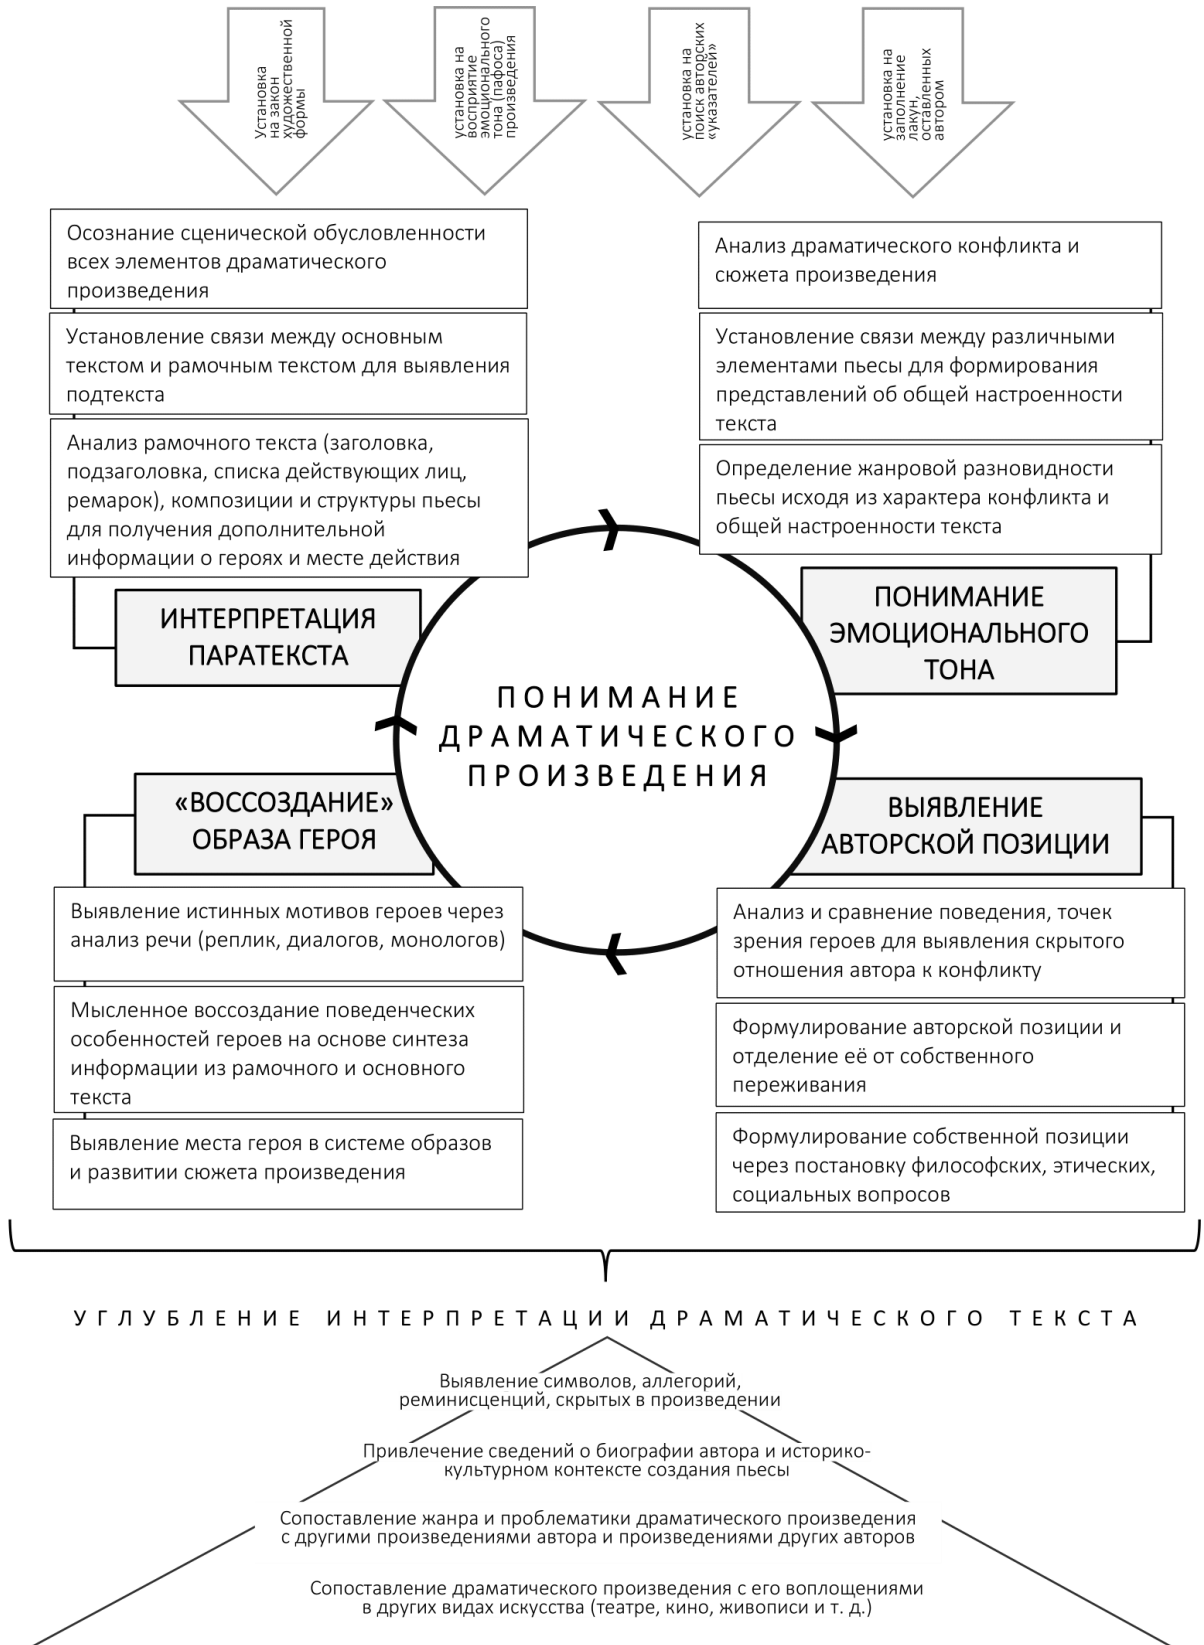 Установка
на закон
художественной
формы
установка на
восприятие
эмоционального
тона (пафоса)
произведения
установка на
поиск авторских
«указателей»
установка на
заполнение
лакун,
оставленных
автором
Осознание сценической обусловленности
всех элементов драматического
произведения
Установление связи между основным
текстом и рамочным текстом для выявления
подтекста
Анализ рамочного текста (заголовка,
подзаголовка, списка действующих лиц,
ремарок), композиции и структуры пьесы
для получения дополнительной
информации о героях и месте действия
ИНТЕРПРЕТАЦИЯ
ПАРАТЕКСТА
Анализ драматического конфликта и
сюжета произведения
Установление связи между различными
элементами пьесы для формирования
представлений об общей настроенности
текста
Определение жанровой разновидности
пьесы исходя из характера конфликта и
общей настроенности текста
ПОНИМАНИЕ
ЭМОЦИОНАЛЬНОГО
ТОНА
ПОНИМАНИЕ
ДРАМАТИЧЕСКОГО
ПРОИЗВЕДЕНИЯ
«ВОССОЗДАНИЕ»
ОБРАЗА ГЕРОЯ
Выявление истинных мотивов героев через
анализ речи (реплик, диалогов, монологов)
Мысленное воссоздание поведенческих
особенностей героев на основе синтеза
информации из рамочного и основного
текста
Выявление места героя в системе образов
и развитии сюжета произведения
ВЫЯВЛЕНИЕ
АВТОРСКОЙ ПОЗИЦИИ
Анализ и сравнение поведения, точек
зрения героев для выявления скрытого
отношения автора к конфликту
Формулирование авторской позиции и
отделение её от собственного
переживания
Формулирование собственной позиции
через постановку философских, этических,
социальных вопросов
УГЛУБЛЕНИЕ ИНТЕРПРЕТАЦИИ ДРАМАТИЧЕСКОГО ТЕКСТА
Выявление символов, аллегорий,
реминисценций, скрытых в произведении
Привлечение сведений о биографии автора и историко-
культурном контексте создания пьесы
Сопоставление жанра и проблематики драматического произведения
с другими произведениями автора и произведениями других авторов
Сопоставление драматического произведения с его воплощениями
в других видах искусства (театре, кино, живописи и т. д.)